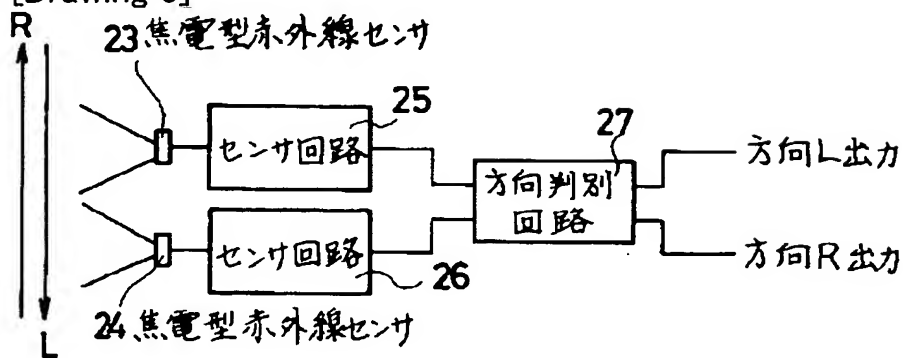 R
23 焦電型赤外線センサ
25
センサ回路
27
方向判別
回路
方向L出力
センサ回路
26
方向R出力
24 焦電型赤外線センサ
L